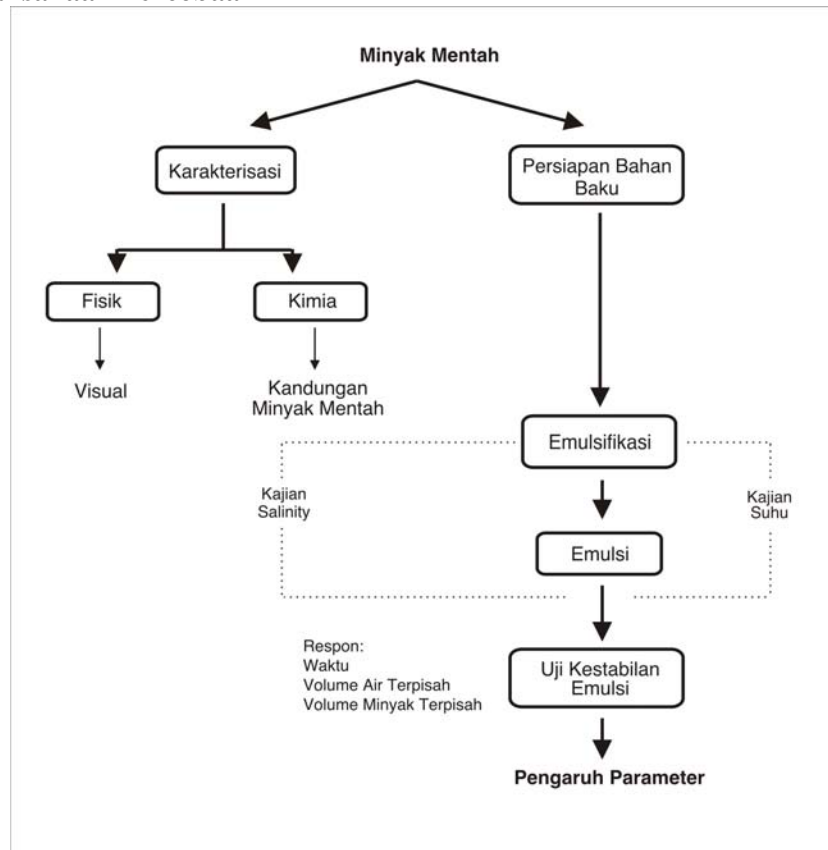 Minyak Mentah
Karakterisasi
Persiapan Bahan
Baku
Fisik
Kimia
Visual
Kandungan
Minyak Mentah
Emulsifikasi
Kajian
Salinity
Kajian
Suhu
Emulsi
Respon:
Waktu
Volume Air Terpisah
Volume Minyak Terpisah
Uji Kestabilan
Emulsi
Pengaruh Parameter